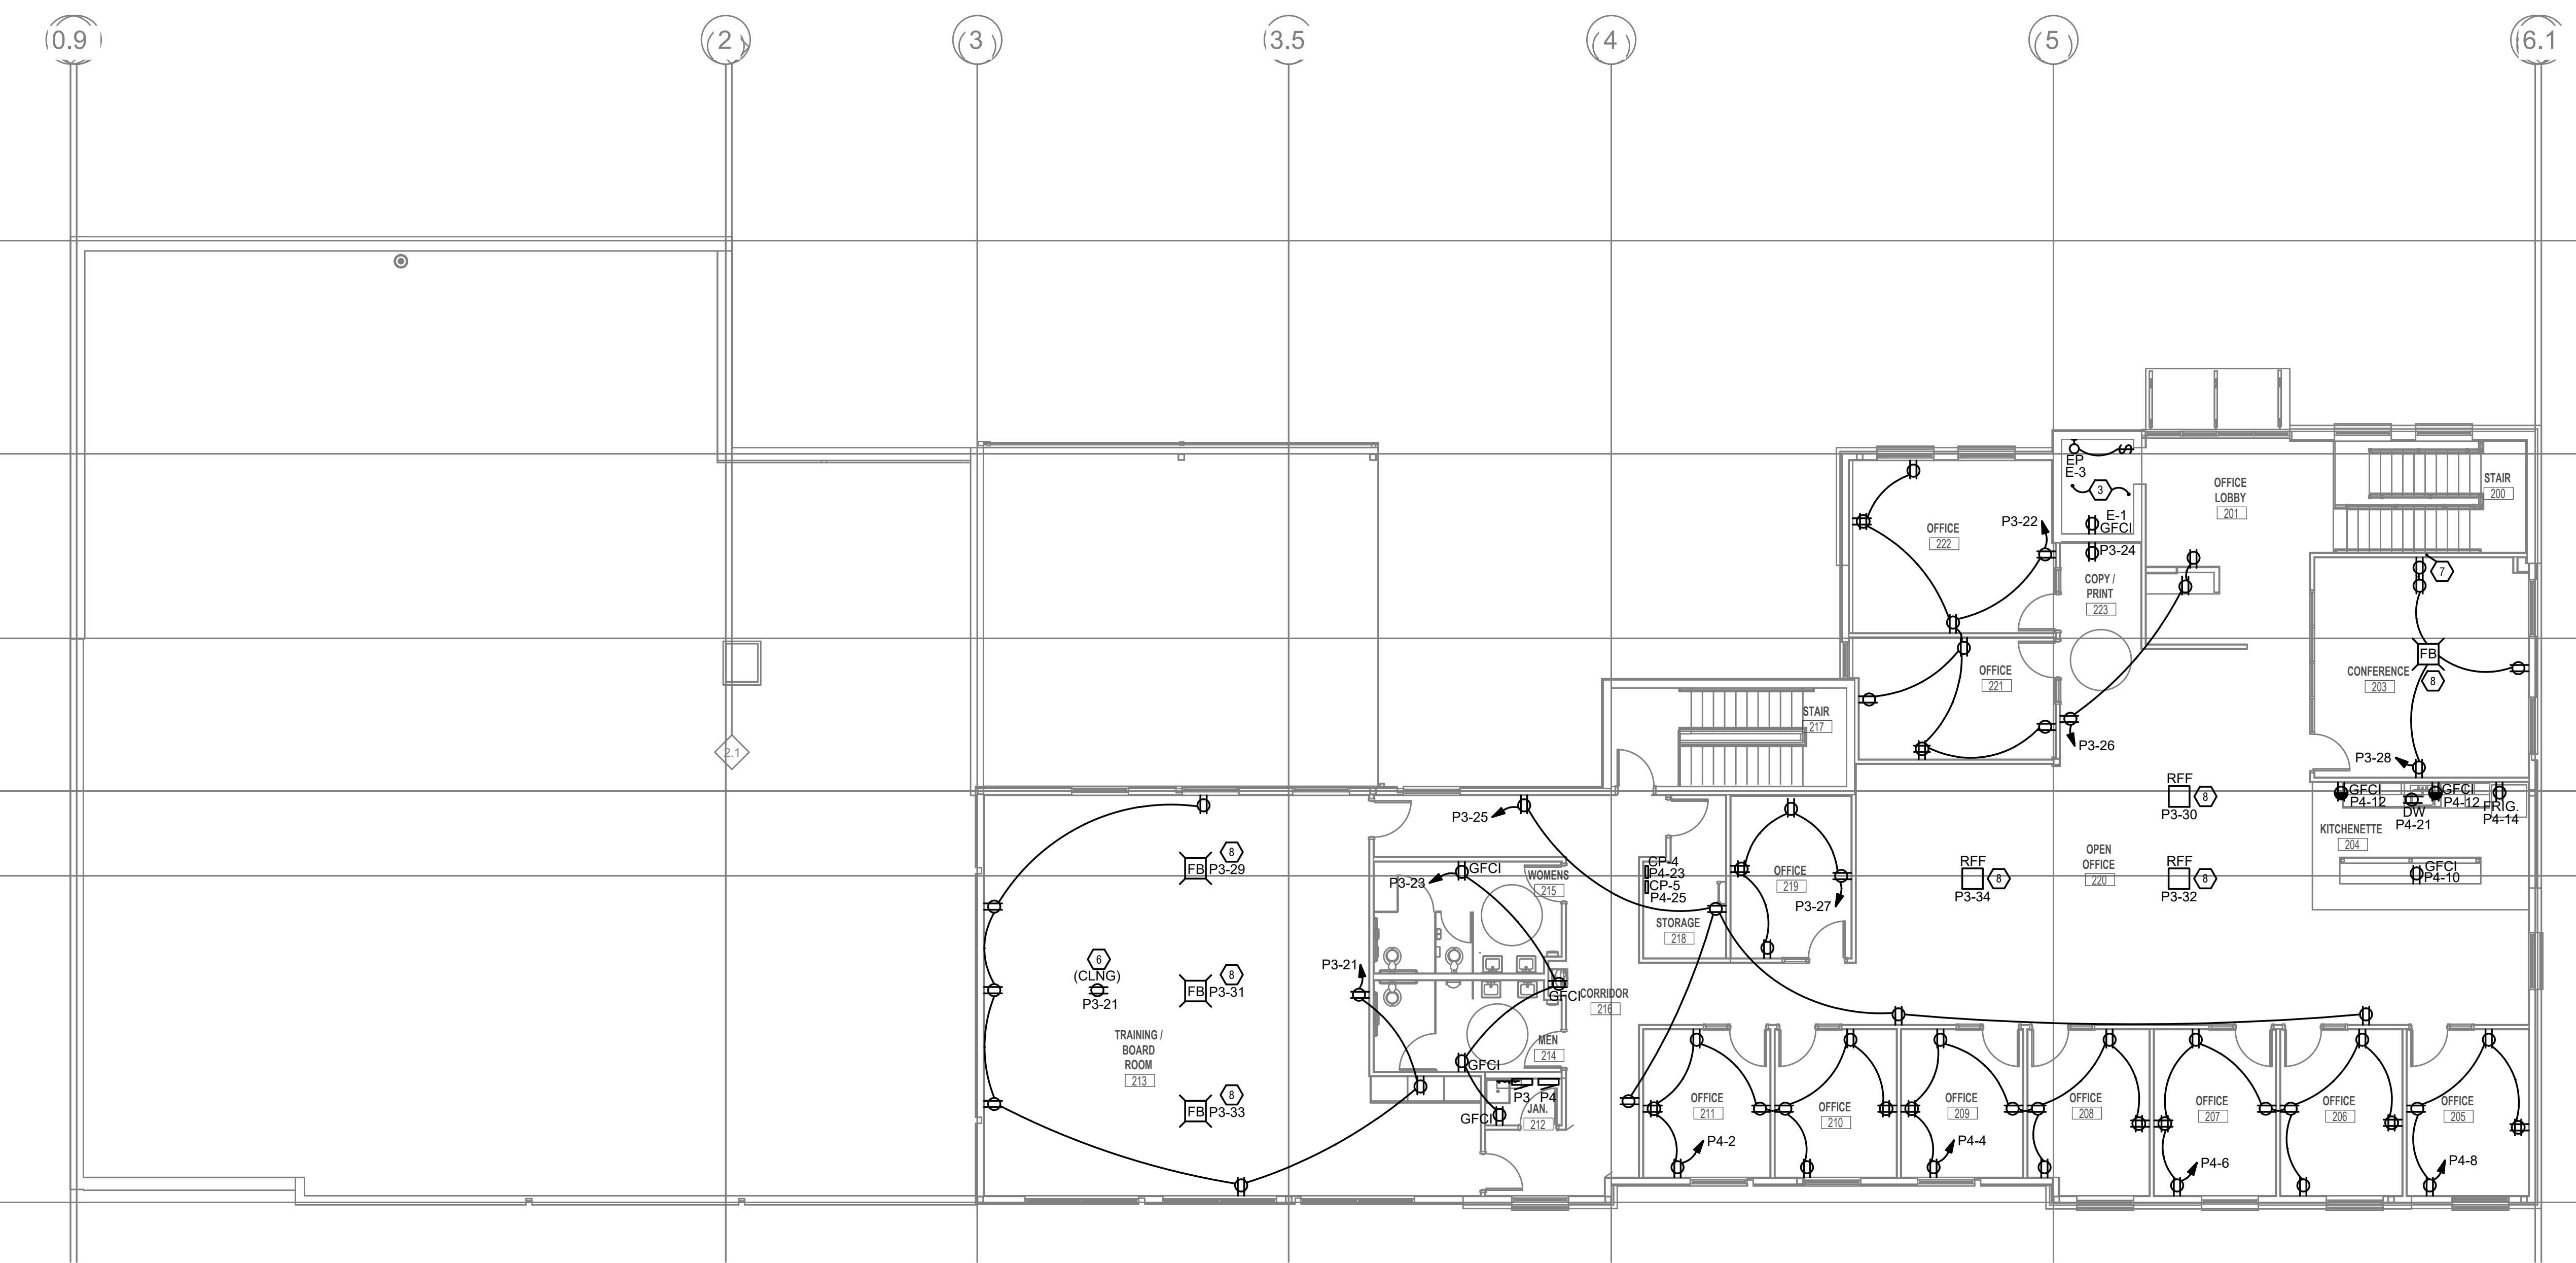 0.9
2
3
3.5
4
5
6.1
EP
E-3
3
E-1
GFCI
OFFICE
LOBBY
201
STAIR
200
OFFICE
222
P3-22
P3-24
COPY /
PRINT
223
7
CONFERENCE
203
FB
8
OFFICE
221
STAIR
217
P3-26
P3-28
2.1
RFF
8
P3-30
GFCI
P4-12
DW
P4-21
GFCI
P4-12
FRIG.
P4-14
KITCHENETTE
204
GFCI
P4-10
P3-25
8
FB
P3-29
GFCI
P3-23
WOMENS
215
CP-4
P4-23
CP-5
P4-25
STORAGE
218
OFFICE
219
P3-27
RFF
8
P3-34
OPEN
OFFICE
220
RFF
8
P3-32
6
(CLNG)
P3-21
8
FB
P3-31
P3-21
GFCI
CORRIDOR
216
TRAINING /
BOARD
ROOM
213
MEN
214
GFCI
8
FB
P3-33
P3
P4
GFCI
JAN.
212
OFFICE
211
P4-2
OFFICE
210
OFFICE
209
P4-4
OFFICE
208
OFFICE
207
P4-6
OFFICE
206
OFFICE
205
P4-8